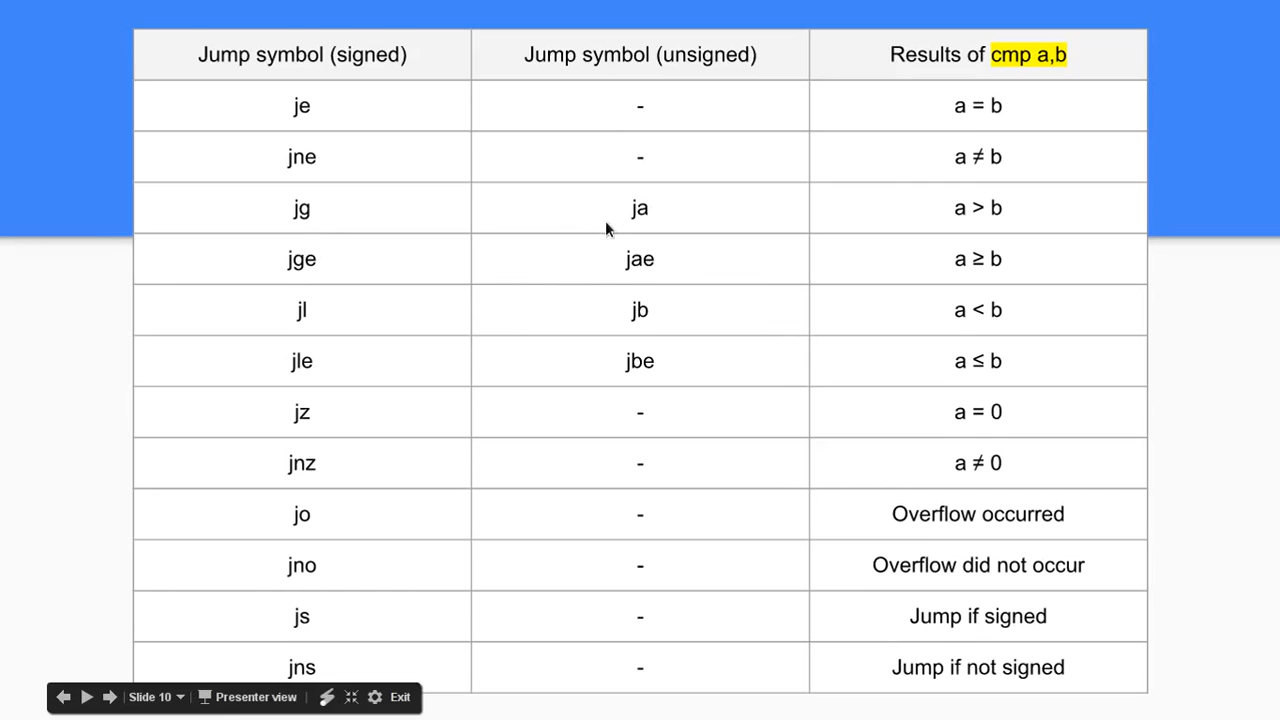 Jump symbol (signed) Jump symbol (unsigned) Results of cmp a,b
je - a = b
jne - a ≠ b
jg ja a > b
jge jae a ≥ b
jl jb a < b
jle jbe a ≤ b
jz - a = 0
jnz - a ≠ 0
jo - Overflow occurred
jno - Overflow did not occur
js - Jump if signed
jns - Jump if not signed
Slide 10 Presenter view Exit